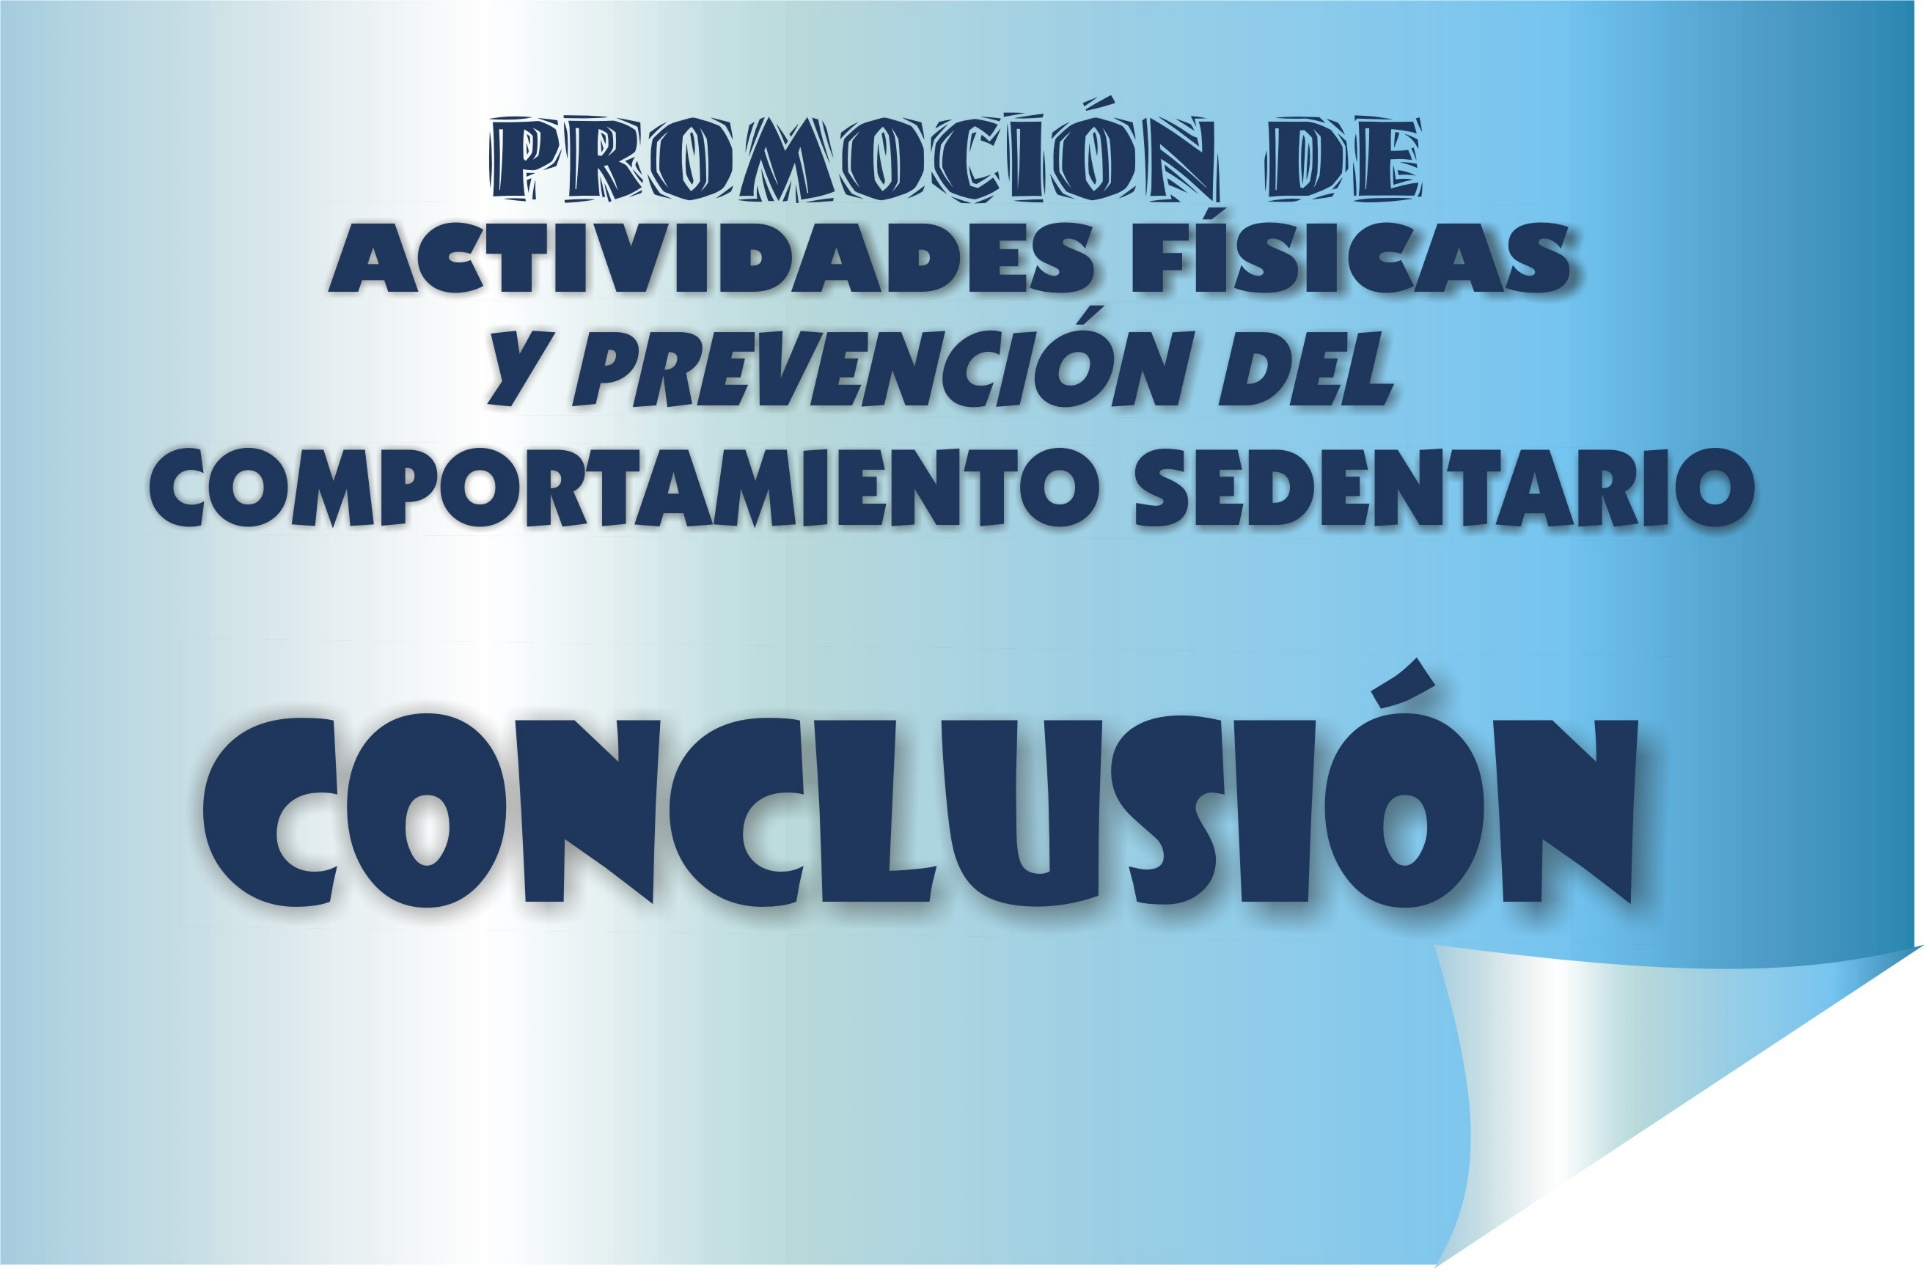 PROMOCIÓN DE
ACTIVIDADES FÍSICAS
Y PREVENCIÓN DEL
COMPORTAMIENTO SEDENTARIO
CONCLUSIÓN